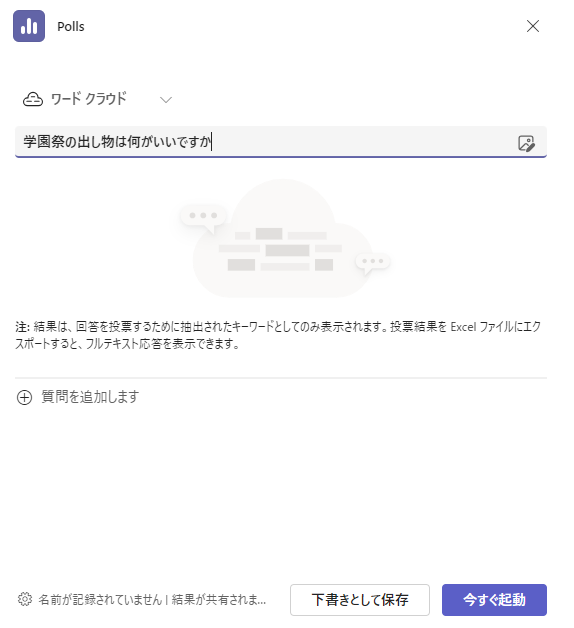 Polls
ワード クラウド
学園祭の出し物は何がいいですか
注: 結果は、回答を投票するために抽出されたキーワードとしてのみ表示されます。投票結果を Excel ファイルにエク
スポートすると、フルテキスト応答を表示できます。
質問を追加します
名前が記録されていません | 結果が共有されま...
下書きとして保存
今すぐ起動